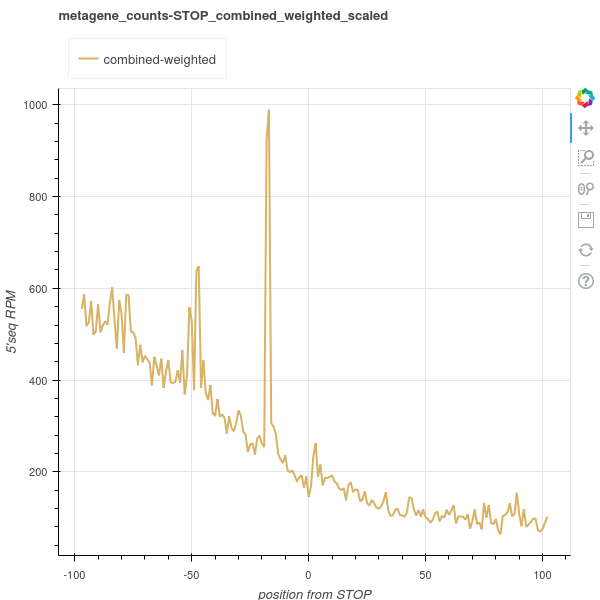 metagene_counts-STOP_combined_weighted_scaled
combined-weighted
1000
800
600
400
200
5'seq RPM
-100 -50 0 50 100
position from STOP